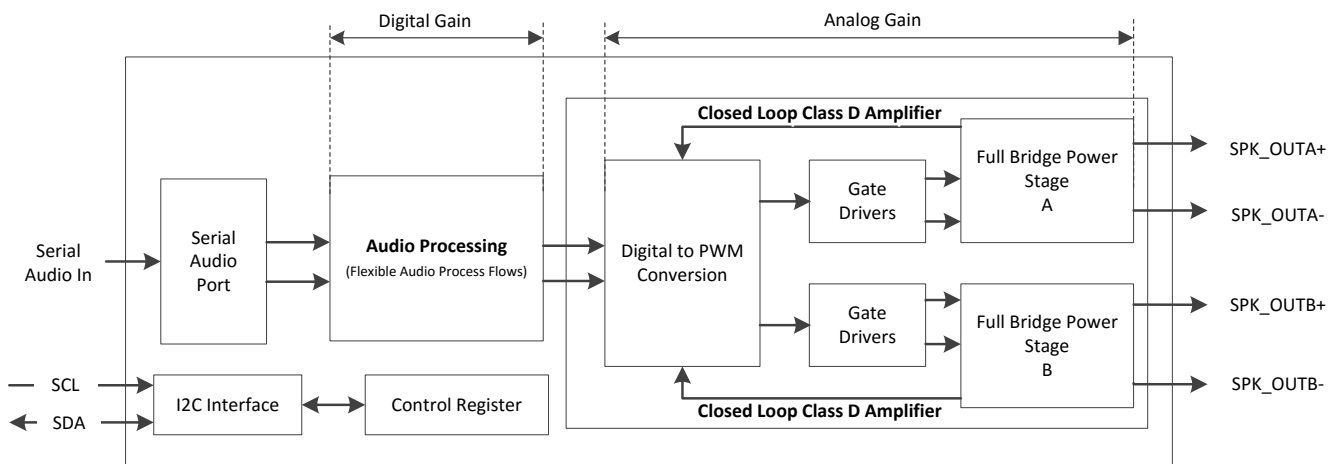 Digital Gain
Analog Gain
Closed Loop Class D Amplifier
Serial
Audio In
Serial
Audio
Port
Audio Processing
(Flexible Audio Process Flows)
Digital to PWM
Conversion
Gate
Drivers
Full Bridge Power
Stage
A
SPK_OUTA+
SPK_OUTA-
Gate
Drivers
Full Bridge Power
Stage
B
SPK_OUTB+
SPK_OUTB-
Closed Loop Class D Amplifier
SCL
SDA
I2C Interface
Control Register